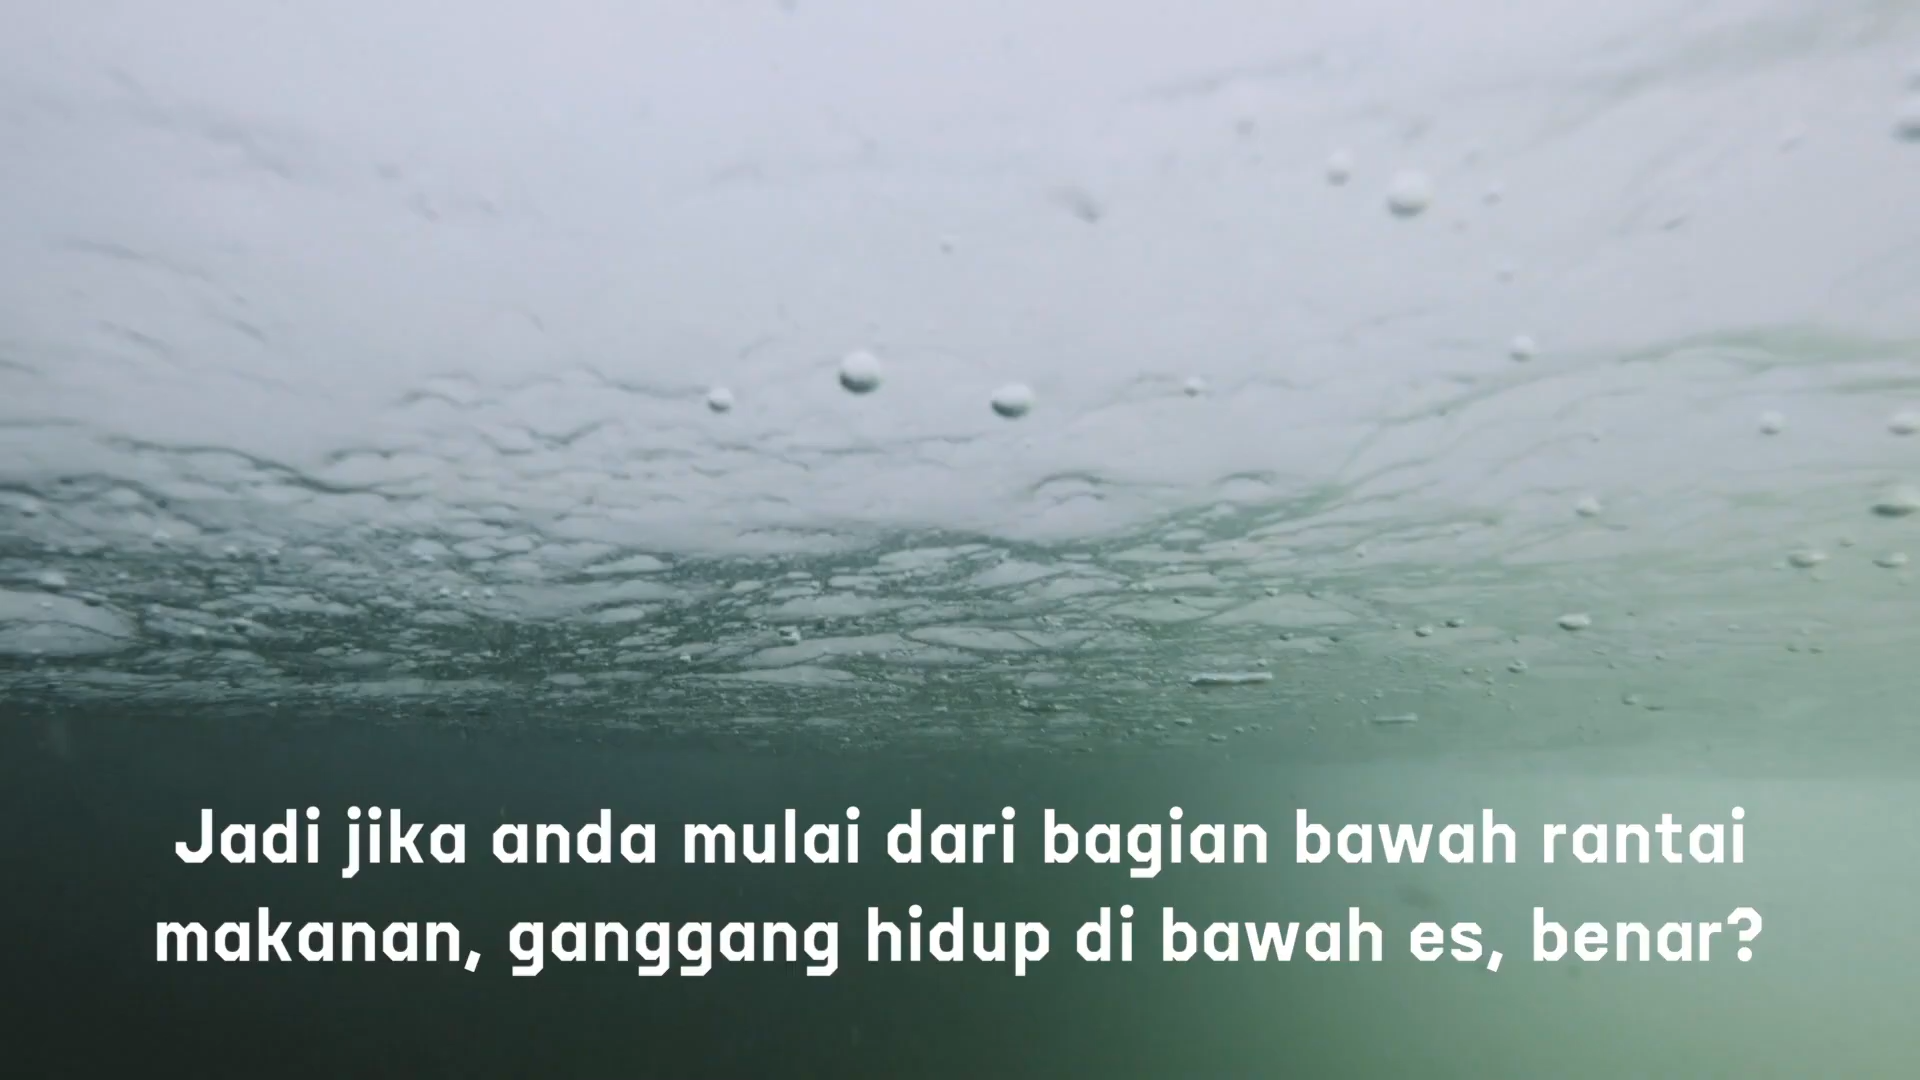 Jadi jika anda mulai dari bagian bawah rantai
makanan, ganggang hidup di bawah es, benar?